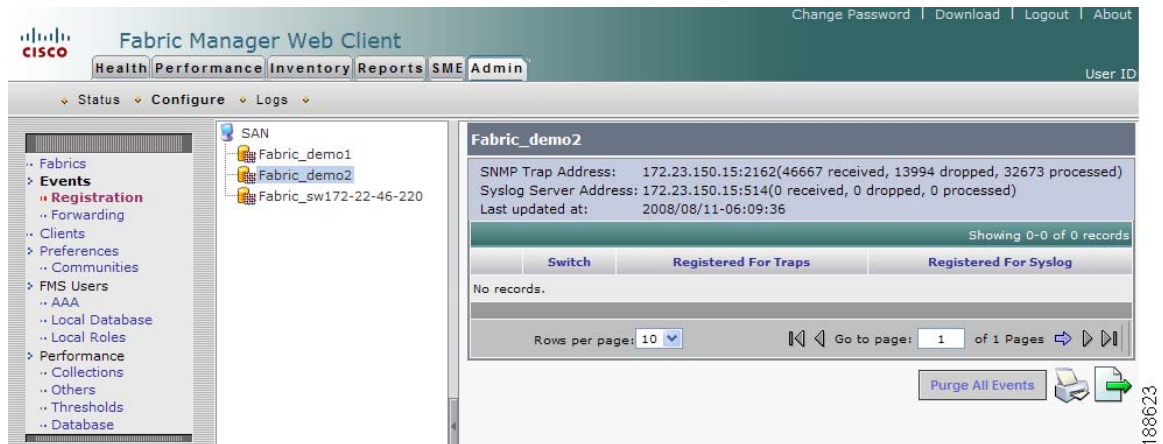 Change Password | Download | Logout | About
CISCO
Fabric Manager Web Client
Health Performance Inventory Reports SME Admin
User ID
Status Configure Logs
Fabrics
Events
Registration
Forwarding
Clients
Preferences
Communities
FMS Users
AAA
Local Database
Local Roles
Performance
Collections
Others
Thresholds
Database
SAN
Fabric_demo1
Fabric_demo2
Fabric_sw172-22-46-220
Fabric_demo2
SNMP Trap Address: 172.23.150.15:2162(46667 received, 13994 dropped, 32673 processed)
Syslog Server Address: 172.23.150.15:514(0 received, 0 dropped, 0 processed)
Last updated at: 2008/08/11-06:09:36
Showing 0-0 of 0 records
Switch Registered For Traps Registered For Syslog
No records.
Rows per page: 10 Go to page: 1 of 1 Pages
Purge All Events
188623